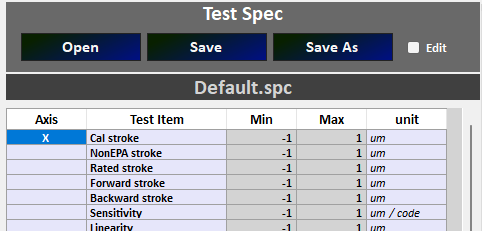 Test Spec
Open Save Save As Edit
Default.spc
Axis Test Item Min Max unit
X Cal stroke -1 1 um
NonEPA stroke -1 1 um
Rated stroke -1 1 um
Forward stroke -1 1 um
Backward stroke -1 1 um
Sensitivity -1 1 um / code
Linearity -1 1 um